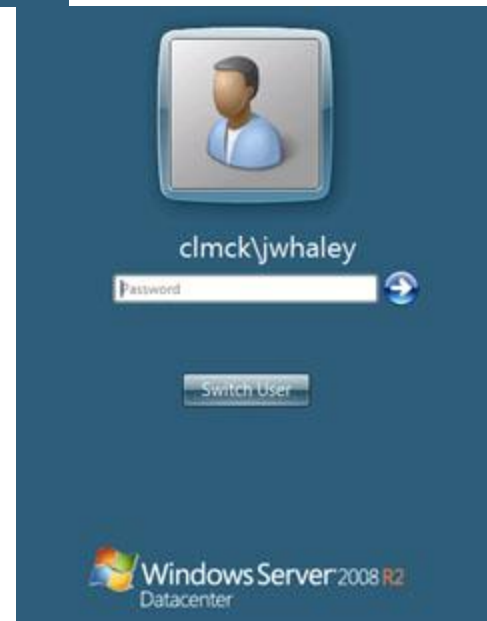 clmck\jwhaley
Password
Switch User
Windows Server 2008 R2
Datacenter